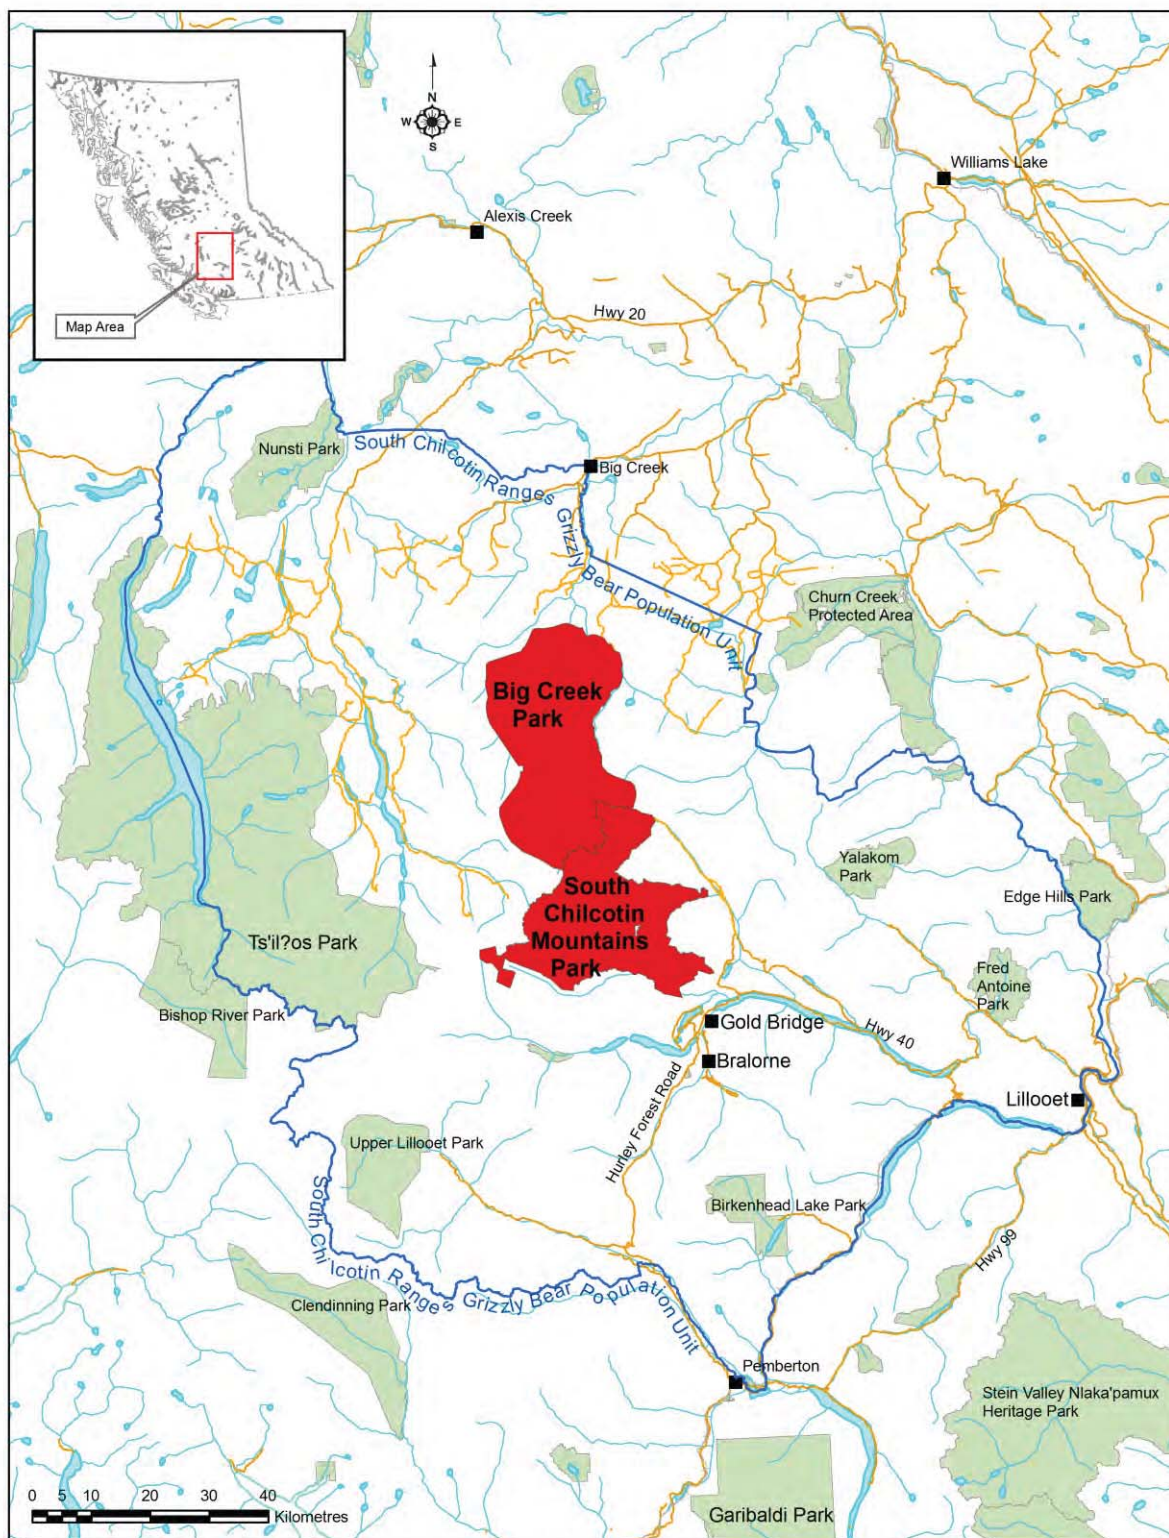 N
W E
S
Williams Lake
Alexis Creek
Map Area
Hwy 20
Nunsti Park
South Chilcotin Ranges Grizzly Bear Population Unit
Big Creek
Churn Creek
Protected Area
Big Creek
Park
Yalakom
Park
Edge Hills Park
South
Chilcotin
Mountains
Park
Ts'il?os Park
Fred
Antoine
Park
Bishop River Park
Gold Bridge
Hwy 40
Bralorne
Lillooet
Hurley Forest Road
Upper Lillooet Park
Birkenhead Lake Park
South Chilcotin Ranges Grizzly Bear Population Unit
Hwy 99
Clendinning Park
Pemberton
Stein Valley Nlaka'pamux
Heritage Park
0 5 10 20 30 40
Kilometres
Garibaldi Park